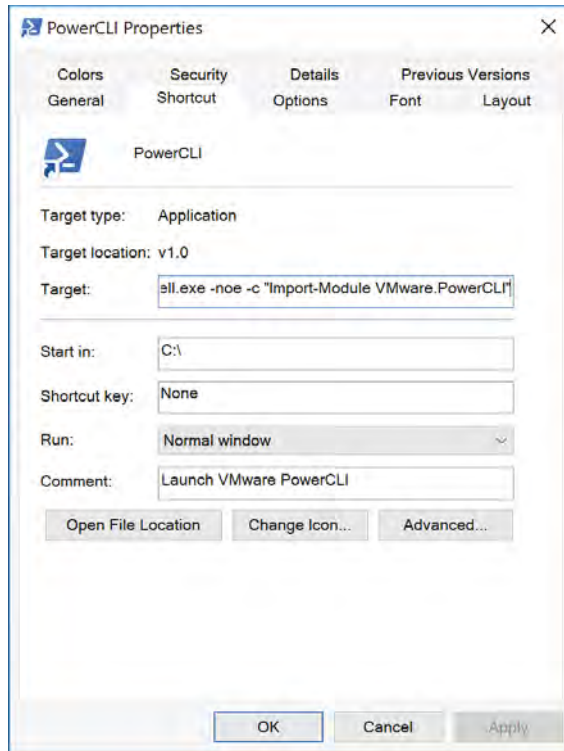 PowerCLI Properties
Colors Security Details Previous Versions
General Shortcut Options Font Layout
PowerCLI
Target type: Application
Target location: v1.0
Target: ell.exe -noe -c "Import-Module VMware.PowerCLI"
Start in: C:\
Shortcut key: None
Run: Normal window
Comment: Launch VMware PowerCLI
Open File Location Change Icon... Advanced...
OK Cancel Apply